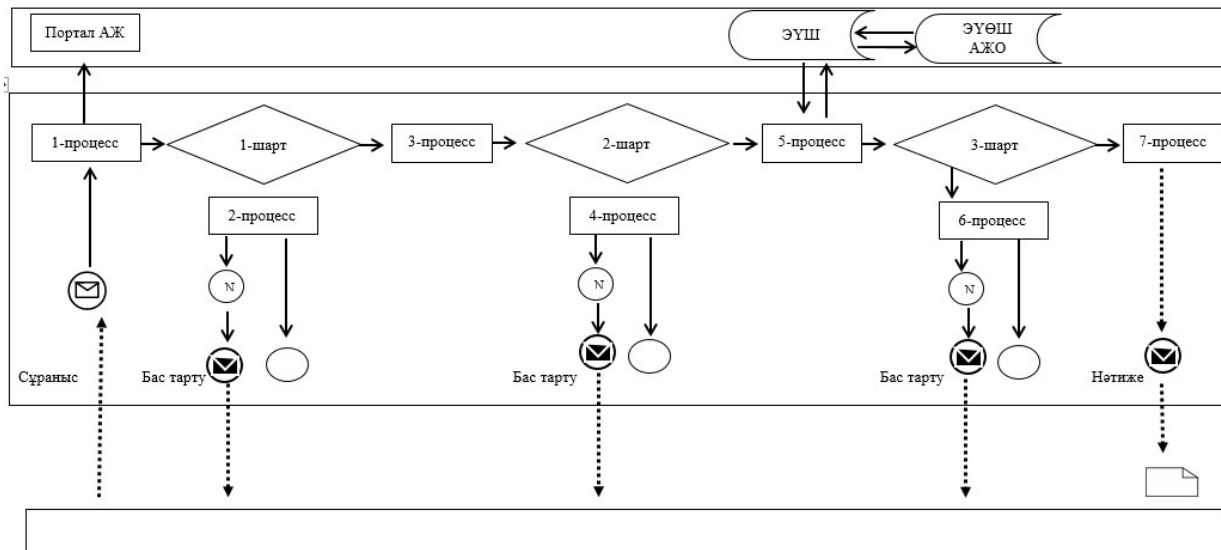 Портал АЖ
ЭҮШ
ЭҮӨШ
АЖО
1-процесс
1-шарт
3-процесс
2-шарт
5-процесс
3-шарт
7-процесс
2-процесс
4-процесс
6-процесс
N
N
N
Сұраныс
Бас тарту
Бас тарту
Бас тарту
Нәтиже